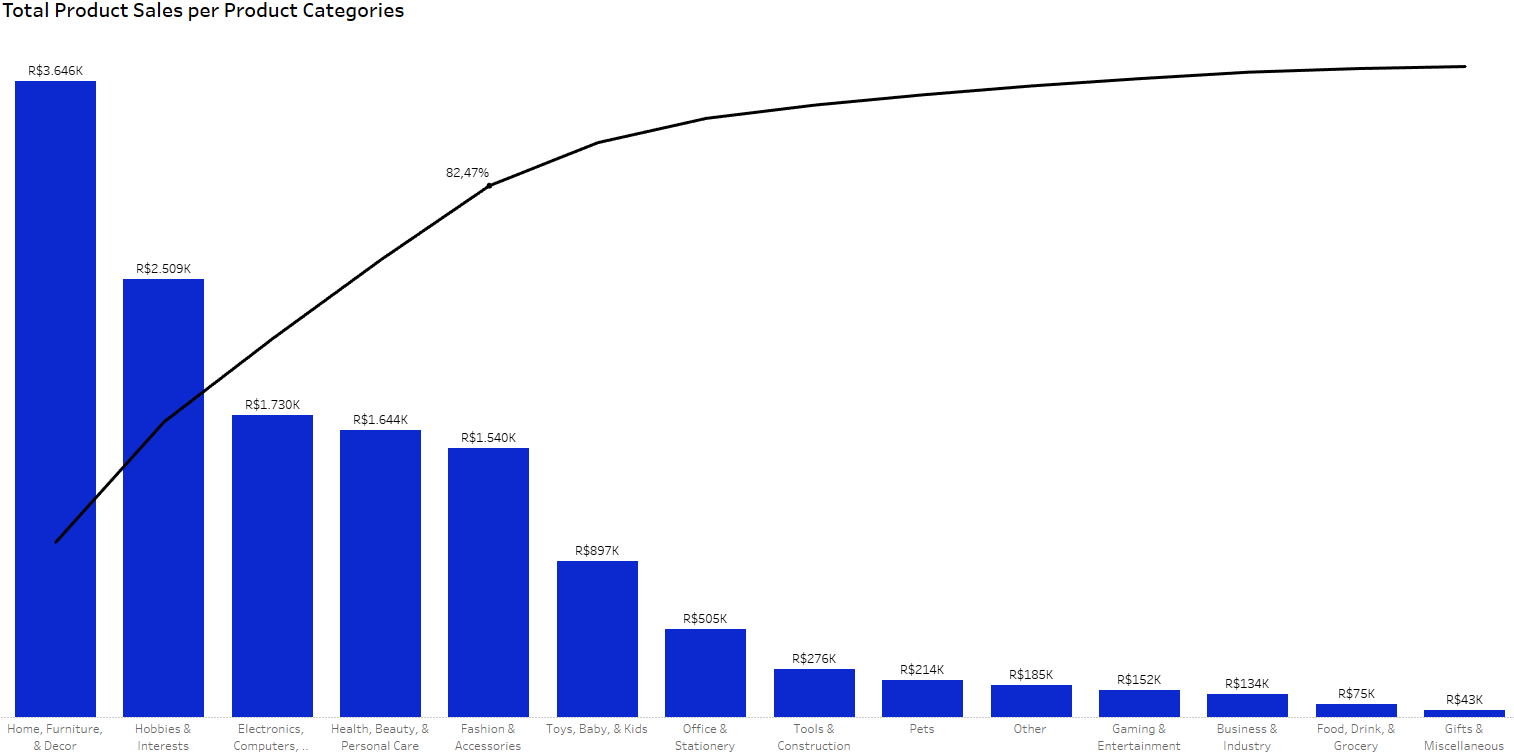 Total Product Sales per Product Categories
R$3.646K
82,47%
R$2.509K
R$1.730K
R$1.644K
R$1.540K
R$897K
R$505K
R$276K
R$214K
R$185K
R$152K
R$134K
R$75K
R$43K
Home, Furniture,
& Decor
Hobbies &
Interests
Electronics,
Computers, ..
Health, Beauty, &
Personal Care
Fashion &
Accessories
Toys, Baby, & Kids
Office &
Stationery
Tools &
Construction
Pets
Other
Gaming &
Entertainment
Business &
Industry
Food, Drink, &
Grocery
Gifts &
Miscellaneous